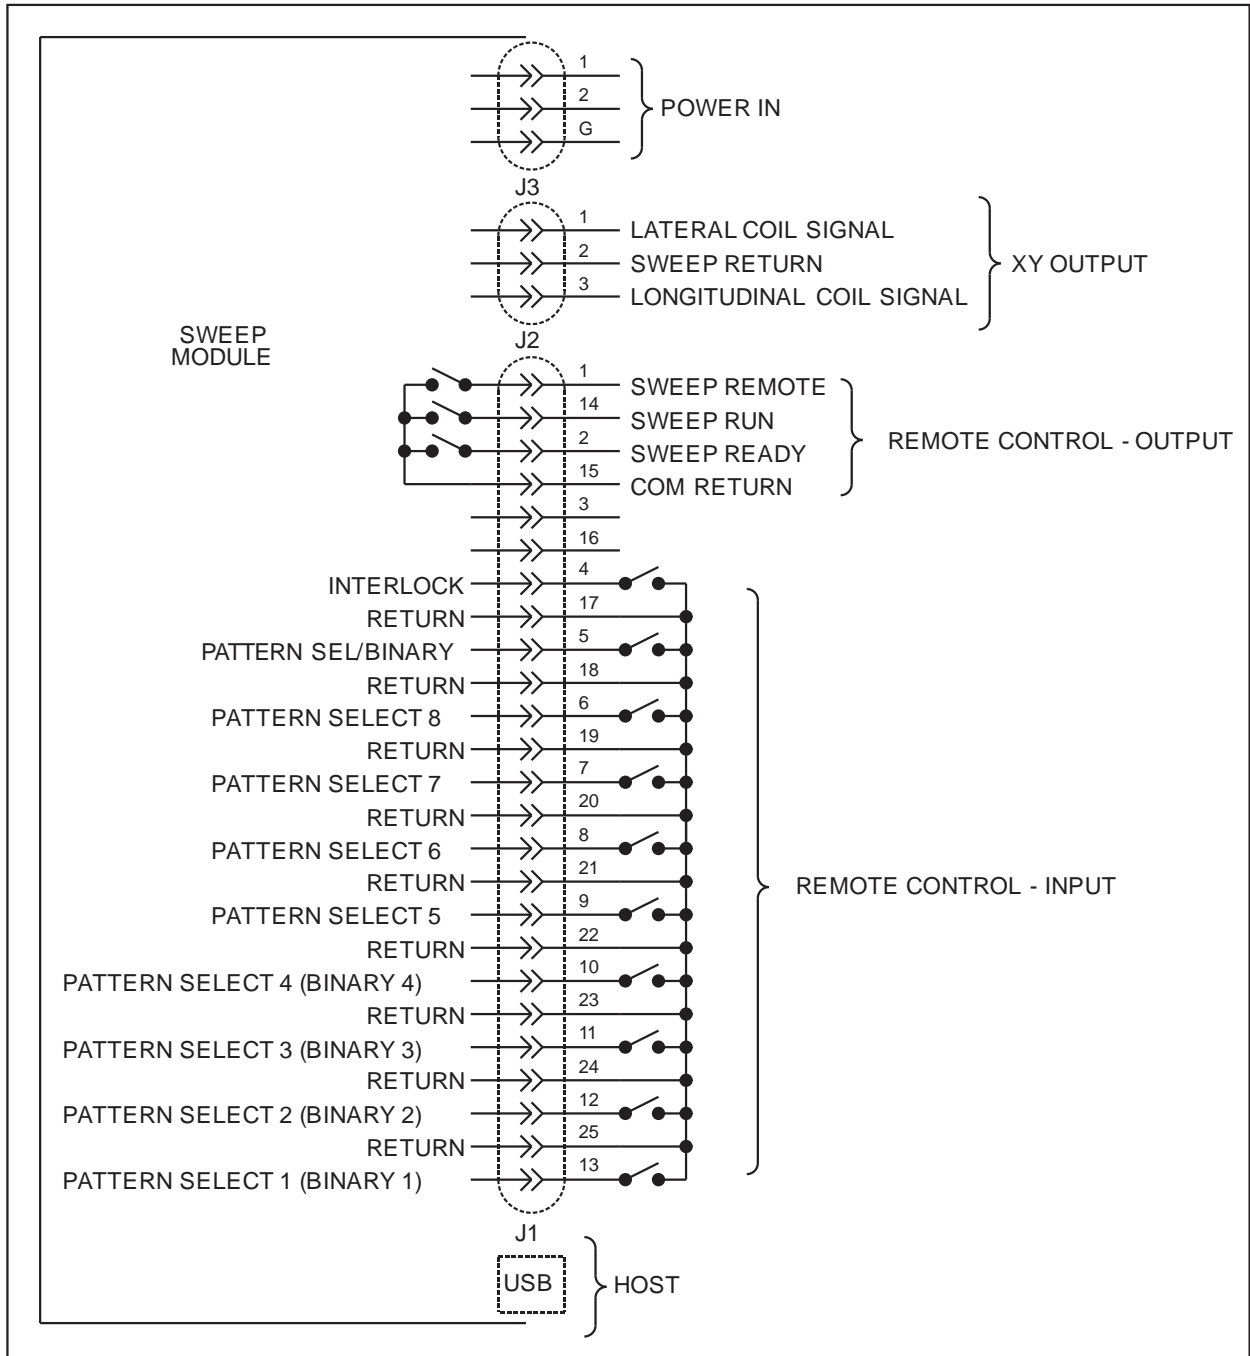 1
2
POWER IN
G
J3
1
LATERAL COIL SIGNAL
2
SWEEP RETURN
XY OUTPUT
3
LONGITUDINAL COIL SIGNAL
J2
SWEEP
MODULE
1
SWEEP REMOTE
14
SWEEP RUN
REMOTE CONTROL - OUTPUT
2
SWEEP READY
15
COM RETURN
3
16
INTERLOCK
4
RETURN
17
PATTERN SEL/BINARY
5
RETURN
18
PATTERN SELECT 8
6
RETURN
19
PATTERN SELECT 7
7
RETURN
20
PATTERN SELECT 6
8
RETURN
21
REMOTE CONTROL - INPUT
PATTERN SELECT 5
9
RETURN
22
PATTERN SELECT 4 (BINARY 4)
10
RETURN
23
PATTERN SELECT 3 (BINARY 3)
11
RETURN
24
PATTERN SELECT 2 (BINARY 2)
12
RETURN
25
PATTERN SELECT 1 (BINARY 1)
13
J1
USB
HOST